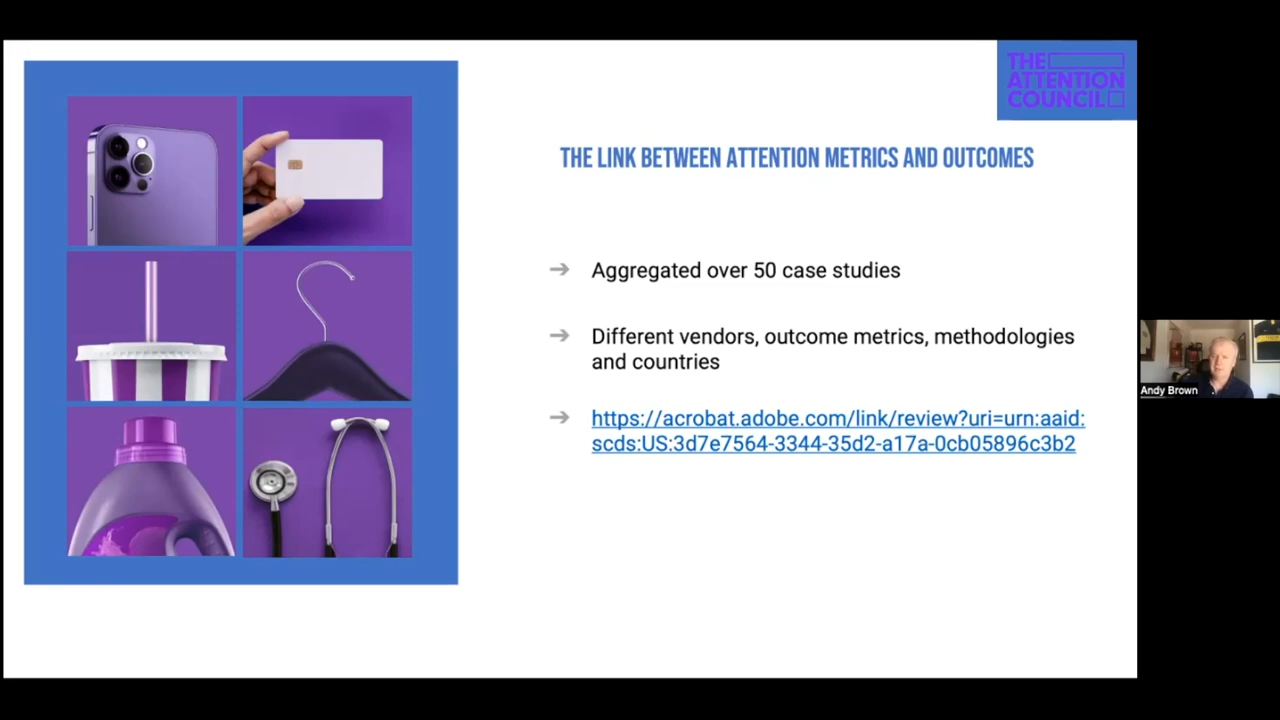 THE
ATTENTION
COUNCIL
THE LINK BETWEEN ATTENTION METRICS AND OUTCOMES
➔ Aggregated over 50 case studies
➔ Different vendors, outcome metrics, methodologies
and countries
➔ https://acrobat.adobe.com/link/review?uri=urn:aaid:
scds:US:3d7e7564-3344-35d2-a17a-0cb05896c3b2
Andy Brown